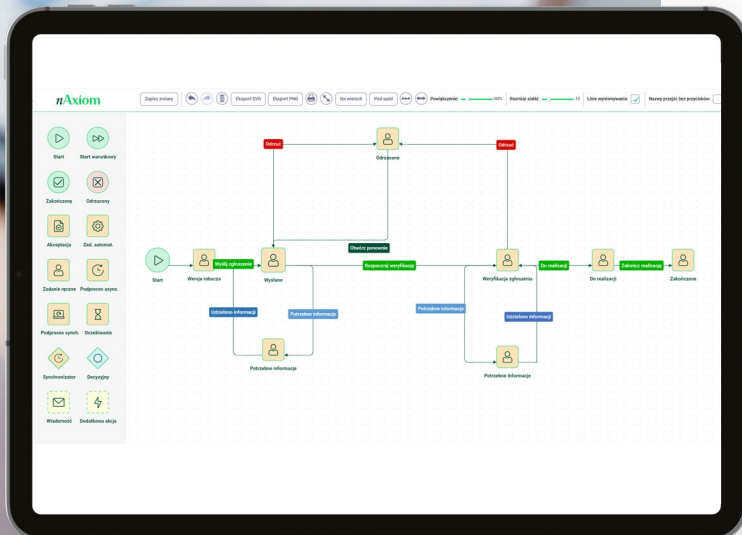 nAxiom
Zapisz zmiany
Eksport SVG
Eksport PNG
Na wierzch
Pod spód
Powiększenie:
100%
Rozmiar siatki:
15
Linie wyrównywania:
Nazwy przejść bez przycisków:
Start
Start warunkowy
Zakończony
Odrzucony
Akceptacja
Zad. automat.
Zadanie ręczne
Podproces async.
Podproces synch.
Oczekiwanie
Synchronizator
Decyzyjny
Wiadomość
Dodatkowa akcja
Odrzuć
Odrzucone
Odrzuć
Otwórz ponownie
Start
Wersja robocza
Wyślij zgłoszenie
Wysłane
Rozpocznij weryfikację
Weryfikacja zgłoszenia
Do realizacji
Do realizacji
Zakończ realizację
Zakończone
Udzielono informacji
Potrzebne informacje
Potrzebne informacje
Udzielono informacji
Potrzebne informacje
Potrzebne informacje